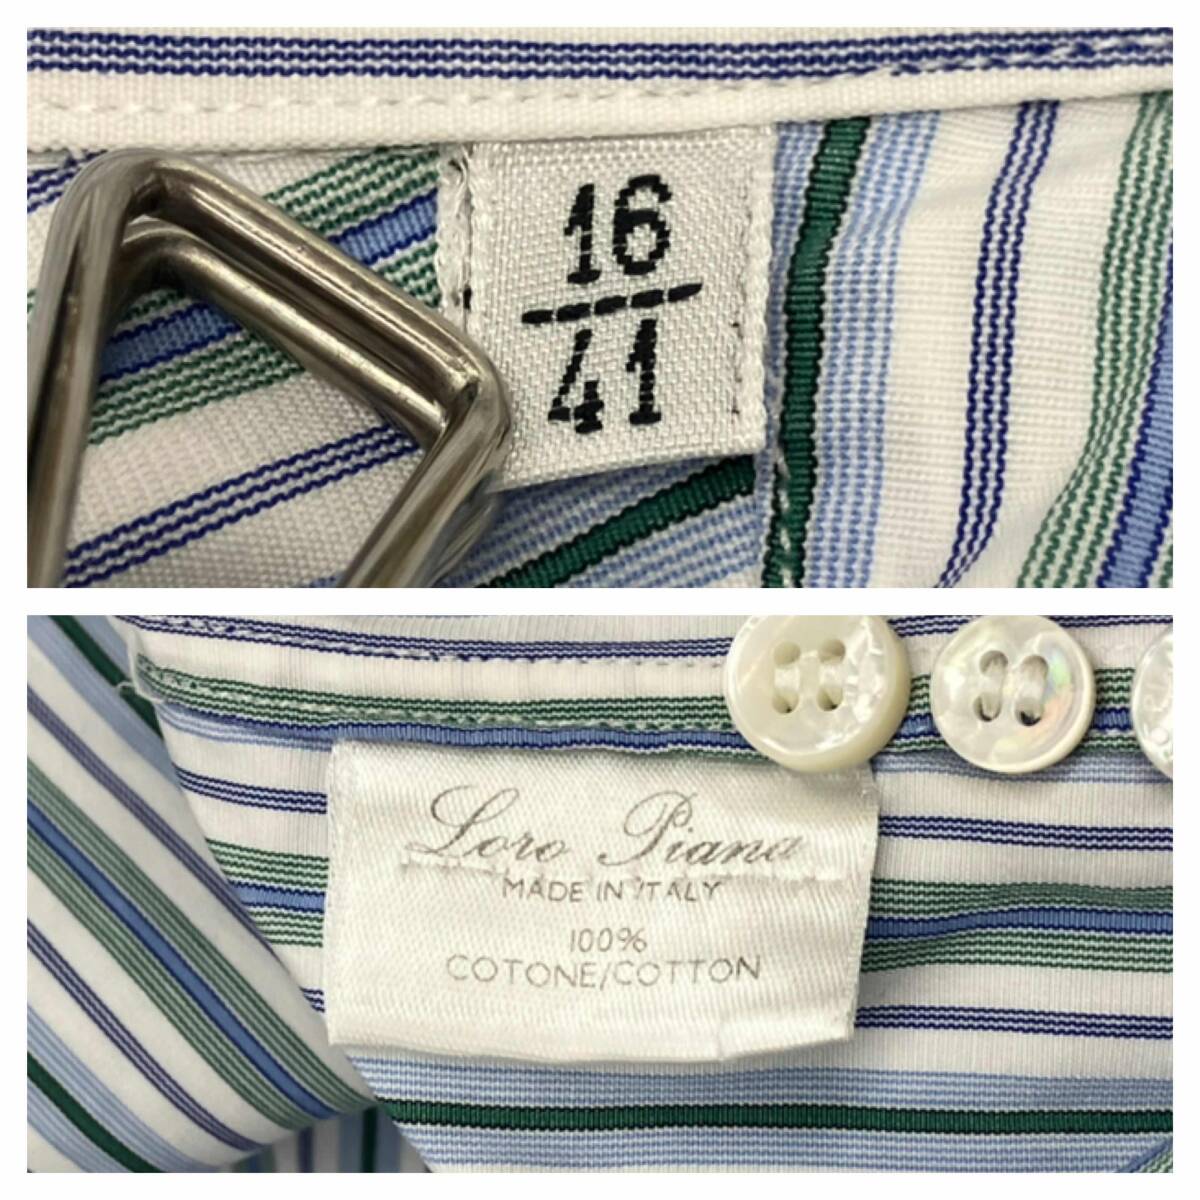 16
41
Loro Piana
MADE IN ITALY
100%
COTONE/COTTON